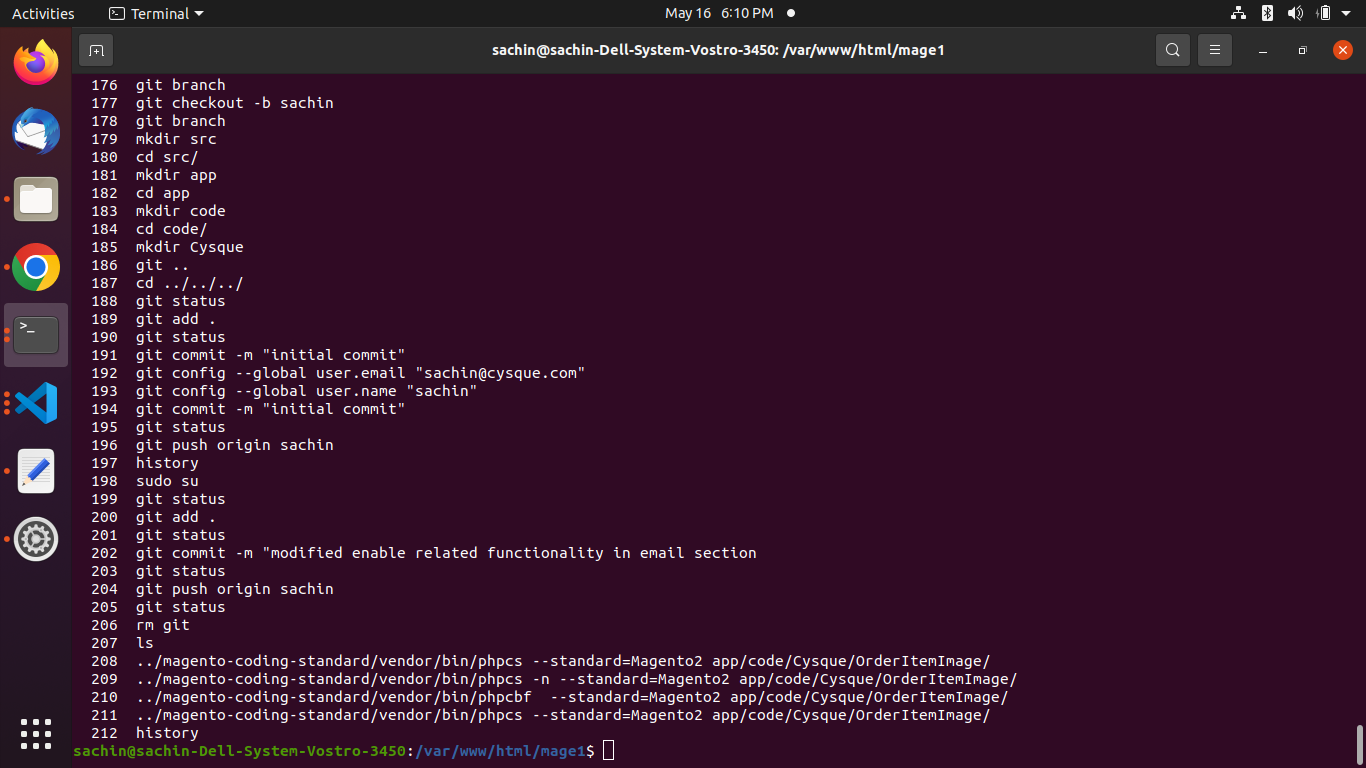 Activities
Terminal
May 16 6:10 PM
sachin@sachin-Dell-System-Vostro-3450: /var/www/html/mage1
176 git branch
177 git checkout -b sachin
178 git branch
179 mkdir src
180 cd src/
181 mkdir app
182 cd app
183 mkdir code
184 cd code/
185 mkdir Cysque
186 git ..
187 cd ../../../
188 git status
189 git add .
190 git status
191 git commit -m "initial commit"
192 git config --global user.email "sachin@cysque.com"
193 git config --global user.name "sachin"
194 git commit -m "initial commit"
195 git status
196 git push origin sachin
197 history
198 sudo su
199 git status
200 git add .
201 git status
202 git commit -m "modified enable related functionality in email section
203 git status
204 git push origin sachin
205 git status
206 rm git
207 ls
208 ../magento-coding-standard/vendor/bin/phpcs --standard=Magento2 app/code/Cysque/OrderItemImage/
209 ../magento-coding-standard/vendor/bin/phpcs -n --standard=Magento2 app/code/Cysque/OrderItemImage/
210 ../magento-coding-standard/vendor/bin/phpcbf  --standard=Magento2 app/code/Cysque/OrderItemImage/
211 ../magento-coding-standard/vendor/bin/phpcs --standard=Magento2 app/code/Cysque/OrderItemImage/
212 history
sachin@sachin-Dell-System-Vostro-3450:/var/www/html/mage1$